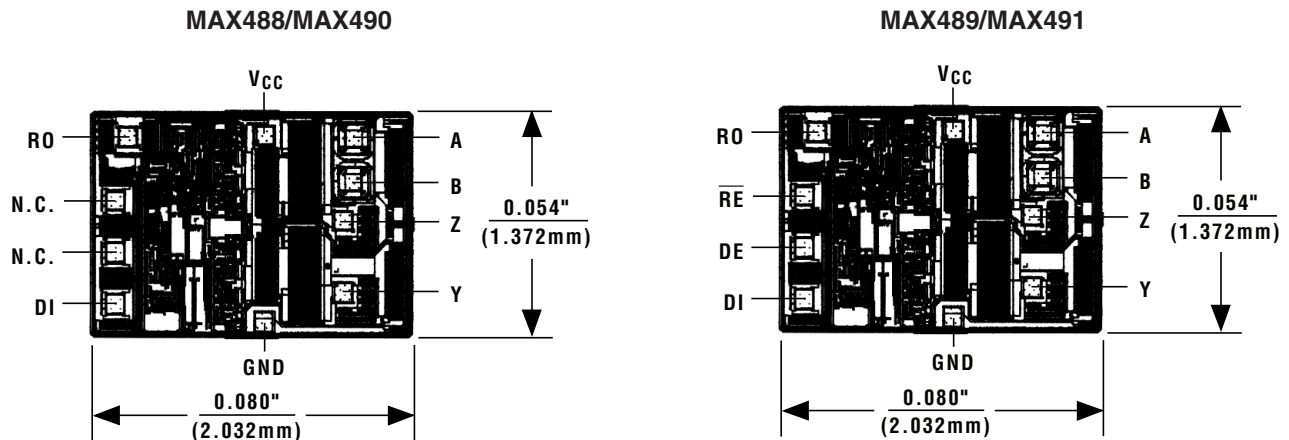 MAX488/MAX490
VCC
RO
A
B
N.C.
Z
N.C.
DI
Y
GND
0.054"
(1.372mm)
0.080"
(2.032mm)
MAX489/MAX491
VCC
RO
A
R̅E̅
B
Z
DE
DI
Y
GND
0.054"
(1.372mm)
0.080"
(2.032mm)